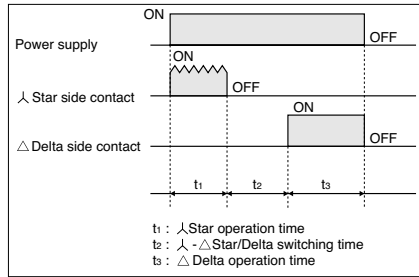 ON
Power supply
OFF
ON
⅄ Star side contact
OFF
ON
△ Delta side contact
OFF
t1 t2 t3
t1 : ⅄Star operation time
t2 : ⅄ - △Star/Delta switching time
t3 : △ Delta operation time